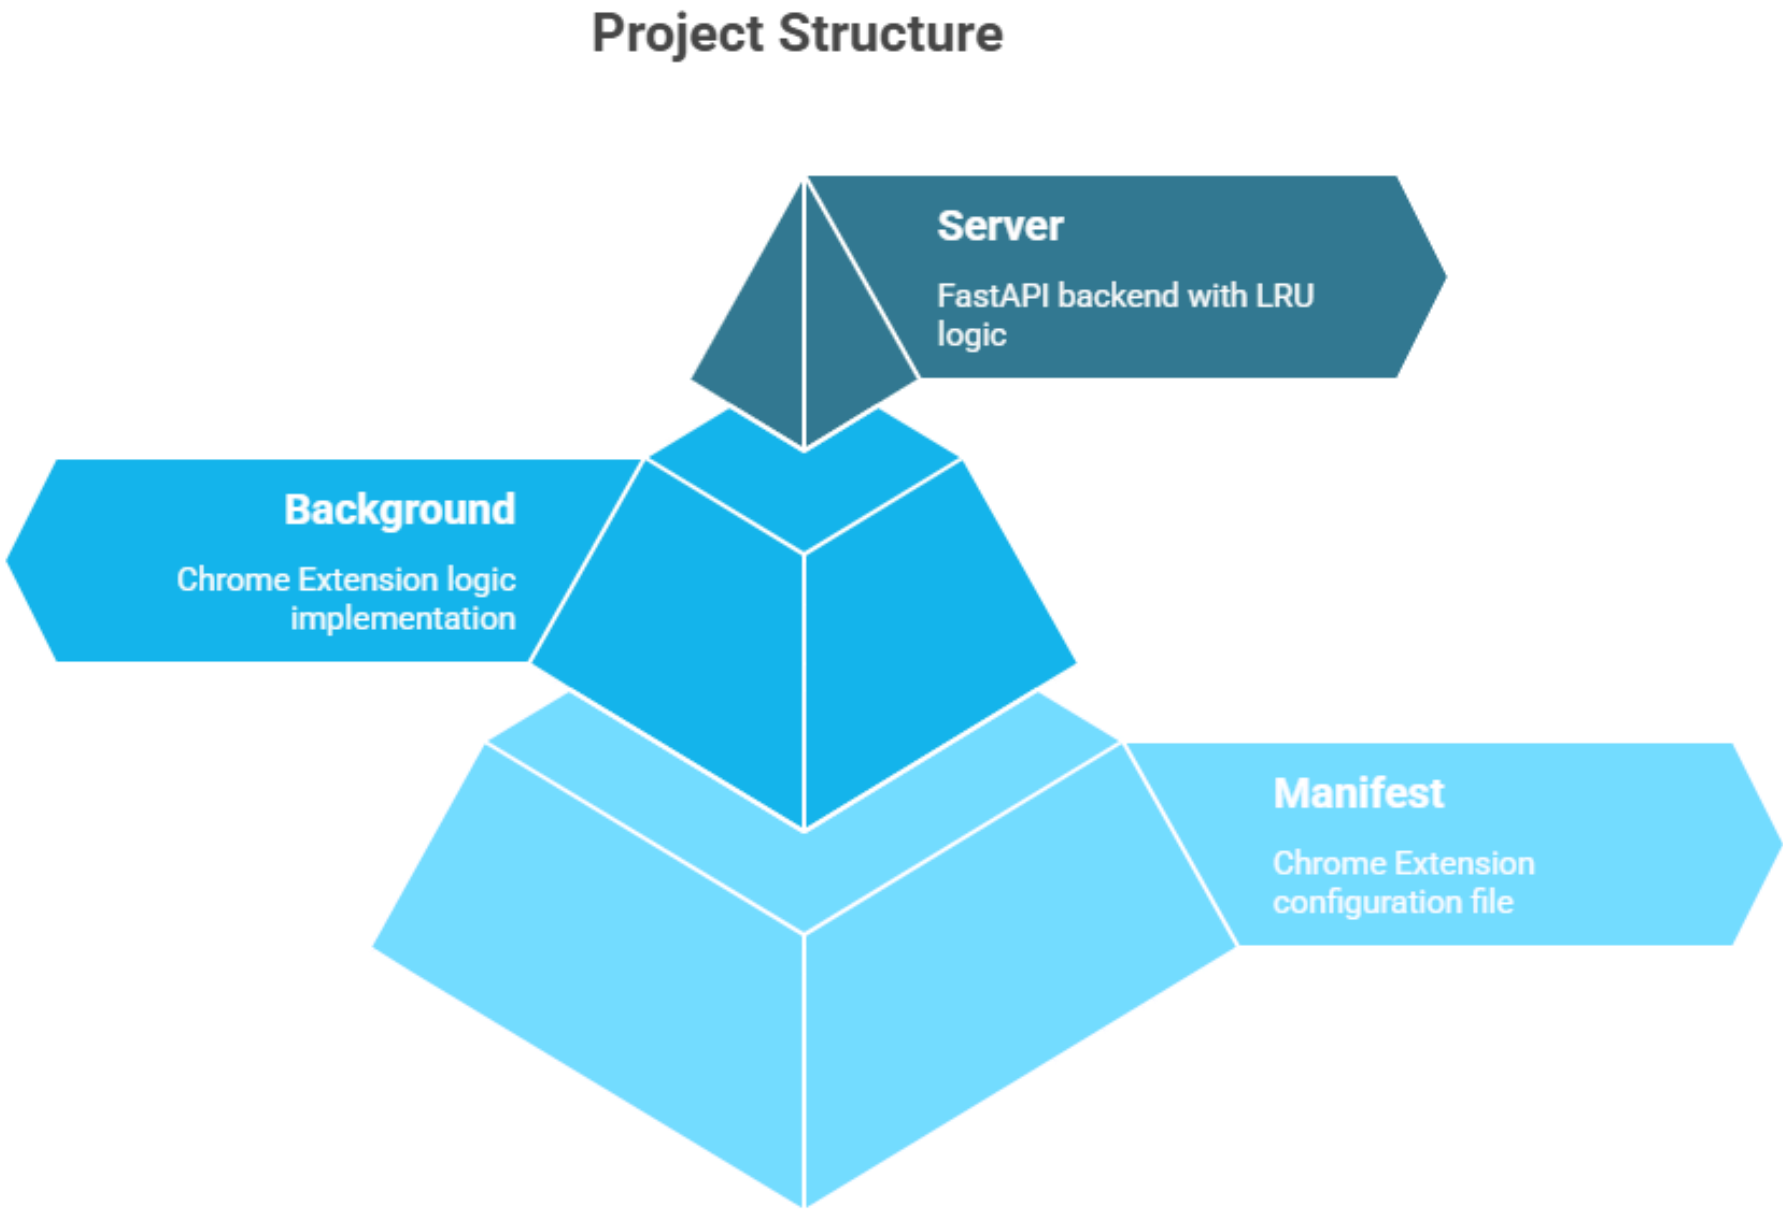 Project Structure
Server
FastAPI backend with LRU
logic
Background
Chrome Extension logic
implementation
Manifest
Chrome Extension
configuration file